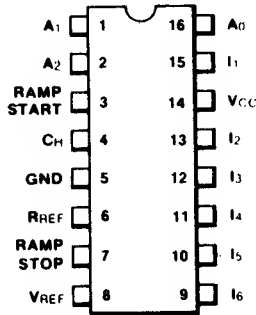 A1 1 16 A0
A2 2 15 I1
RAMP START 3 14 VCC
CH 4 13 I2
GND 5 12 I3
RREF 6 11 I4
RAMP STOP 7 10 I5
VREF 8 9 I6